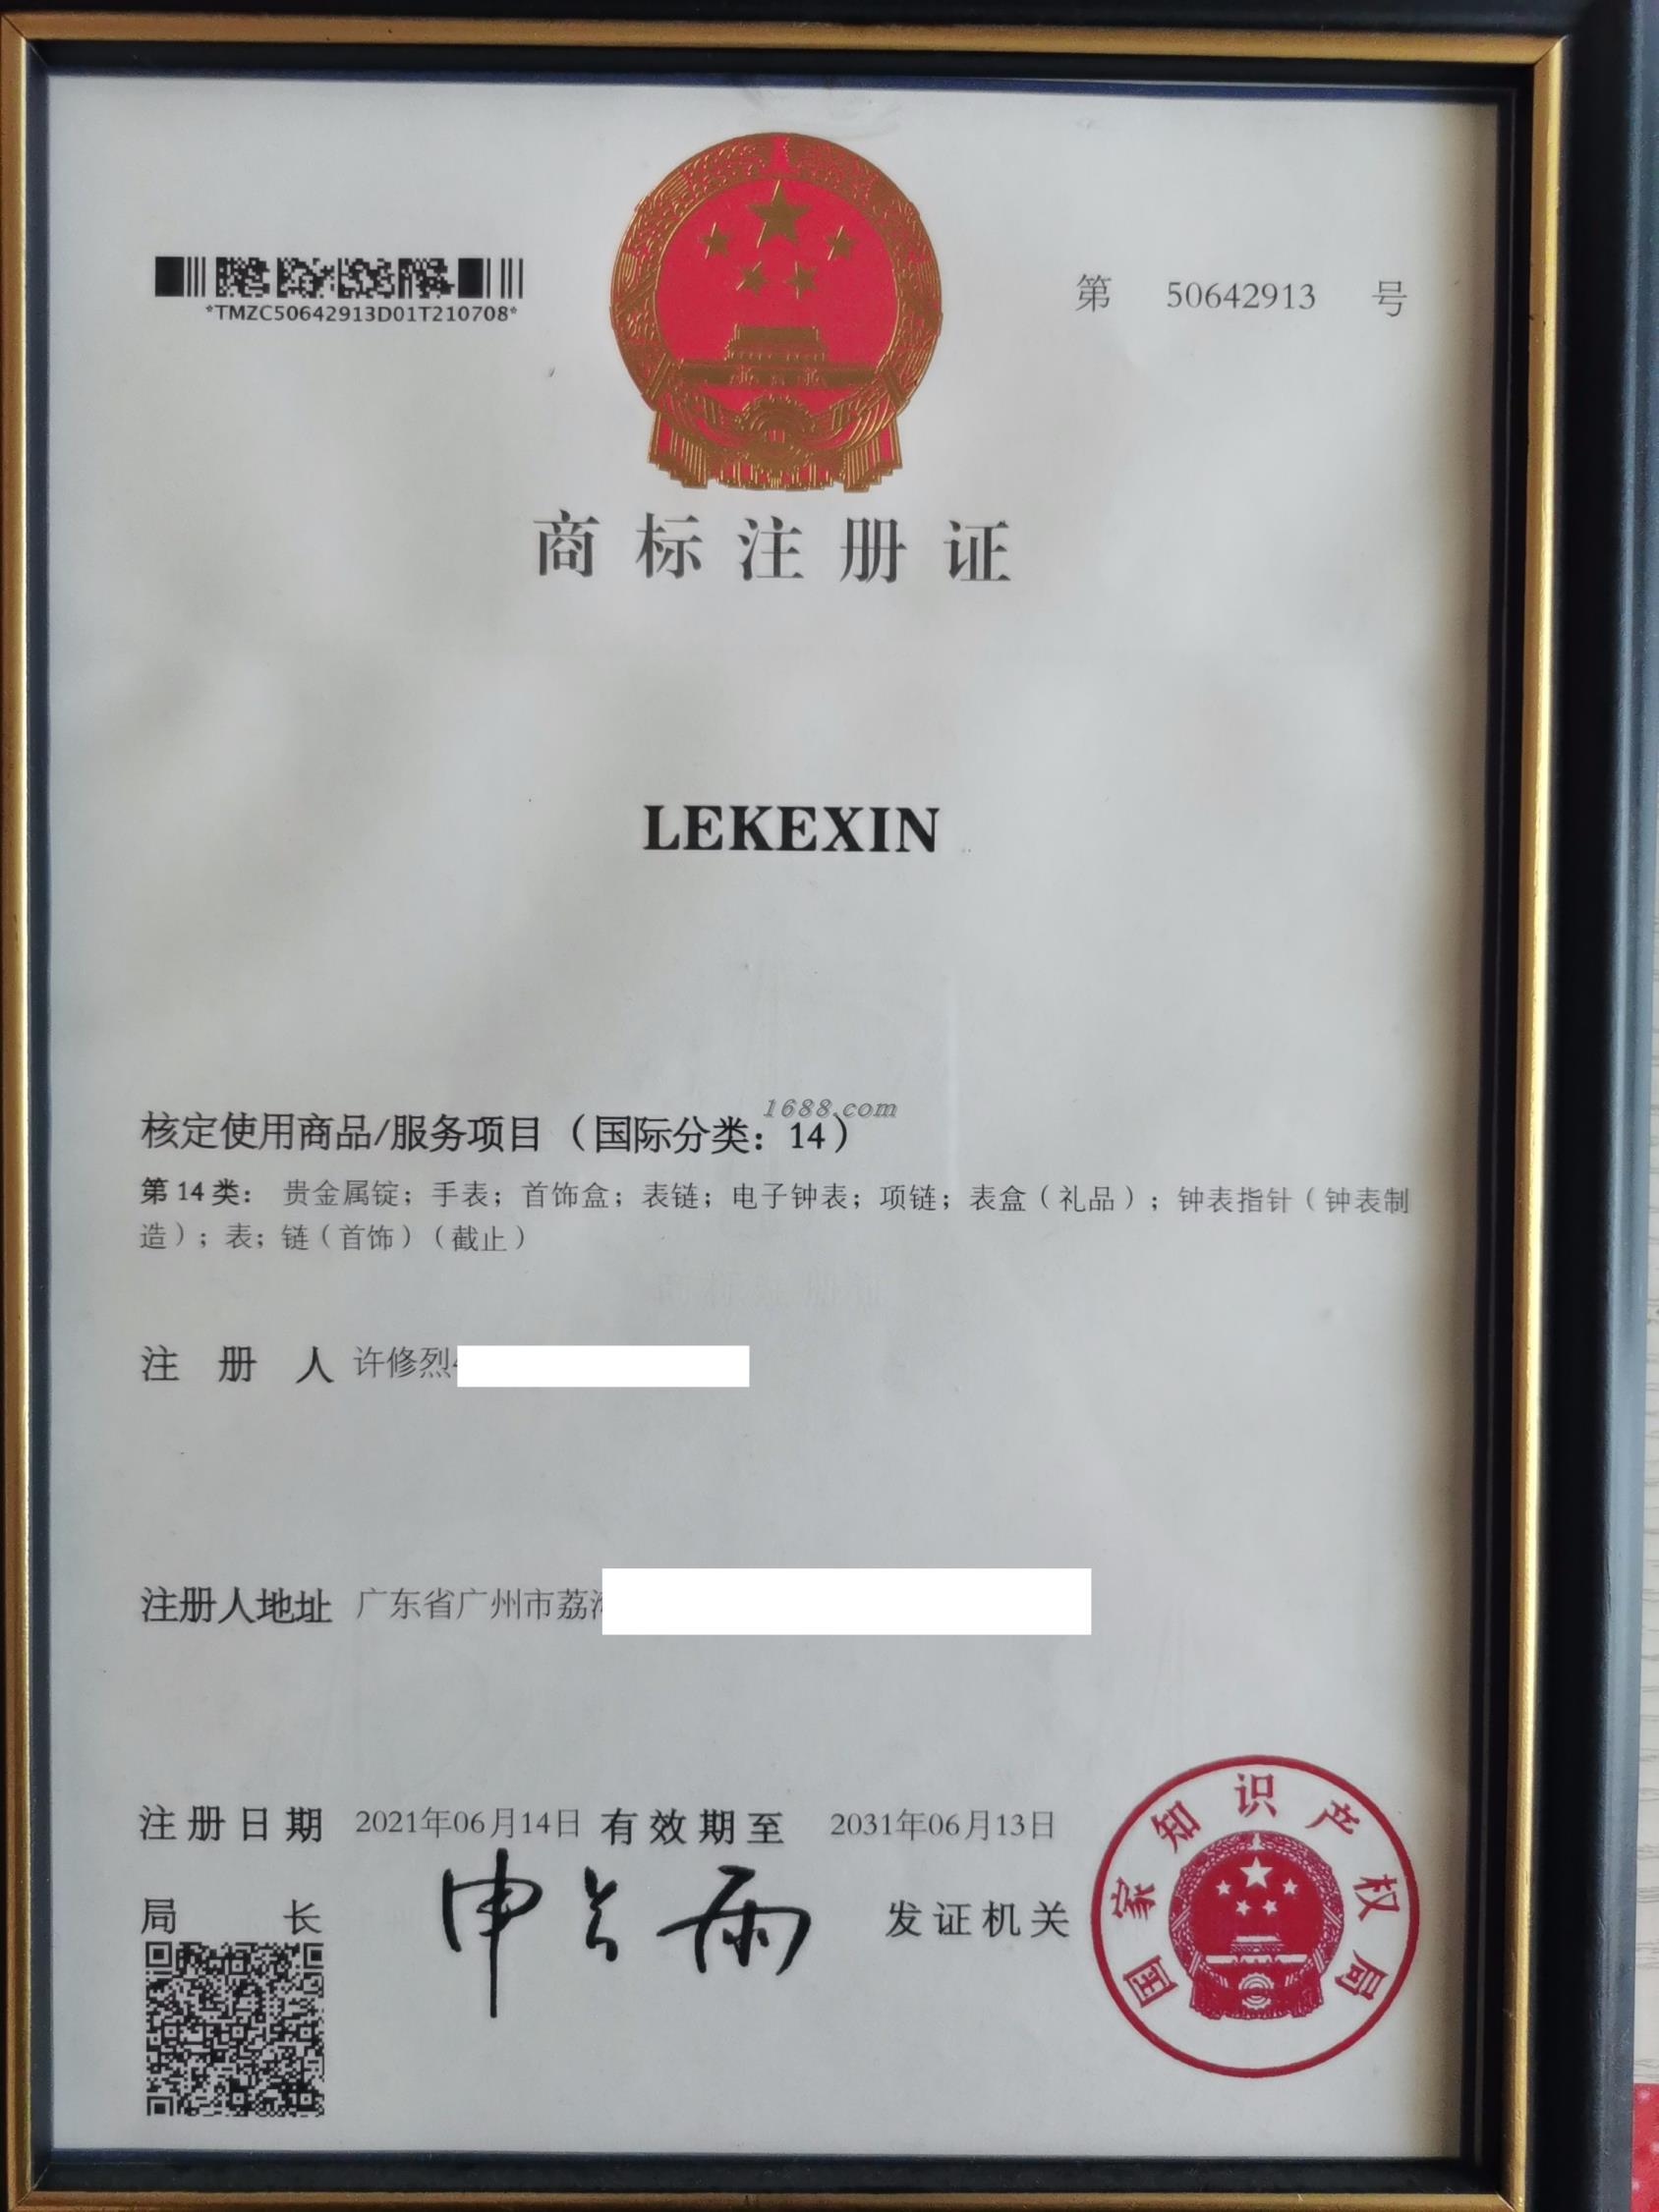 *TMZC50642913D01T210708*
第 50642913 号
商标注册证
LEKEXIN
1688.com
核定使用商品/服务项目（国际分类：14）
第14类： 贵金属锭；手表；首饰盒；表链；电子钟表；项链；表盒（礼品）；钟表指针（钟表制
造）；表；链（首饰）（截止）
注册人 许修烈
注册人地址 广东省广州市荔
注册日期 2021年06月14日 有效期至 2031年06月13日
局长 申长雨 发证机关
国家知识产权局